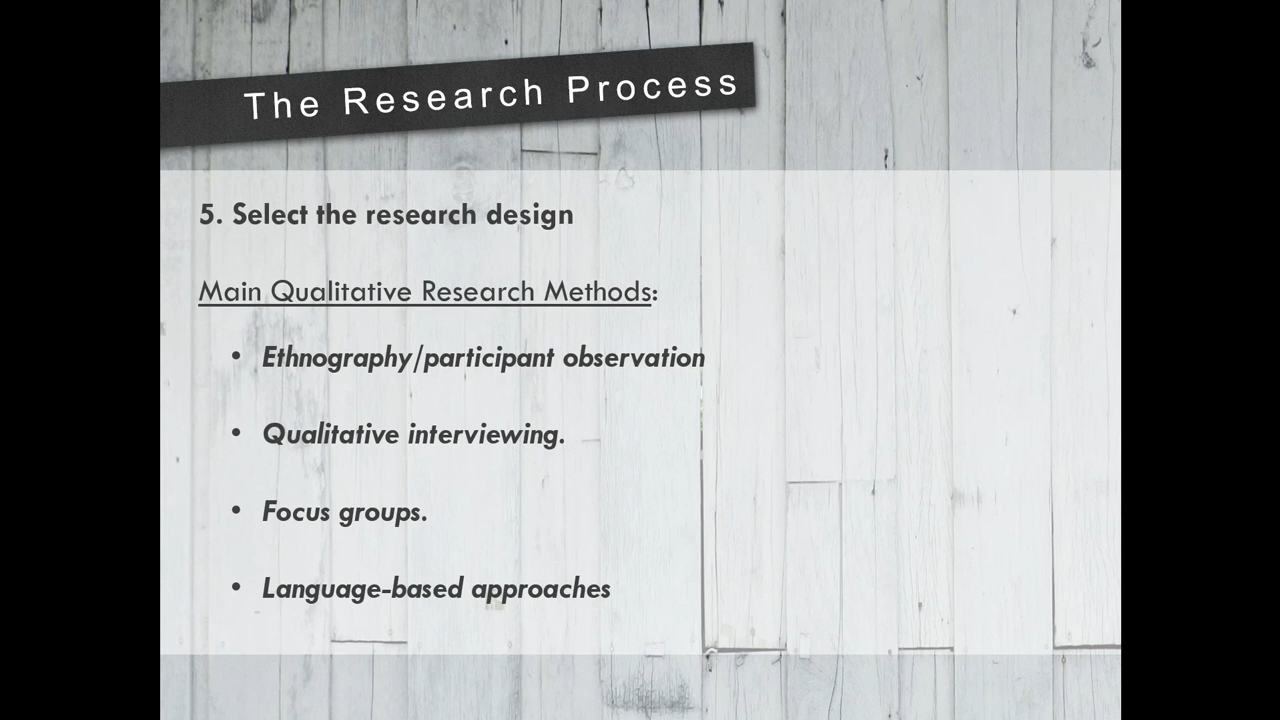 The Research Process
5. Select the research design
Main Qualitative Research Methods:
• Ethnography/participant observation
• Qualitative interviewing.
• Focus groups.
• Language-based approaches